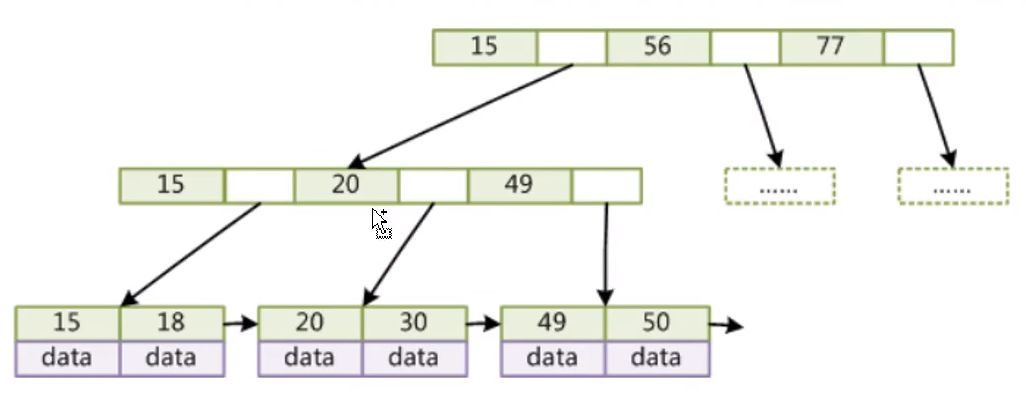 15 56 77
15 20 49 ...... ......
15 18 20 30 49 50
data data data data data data